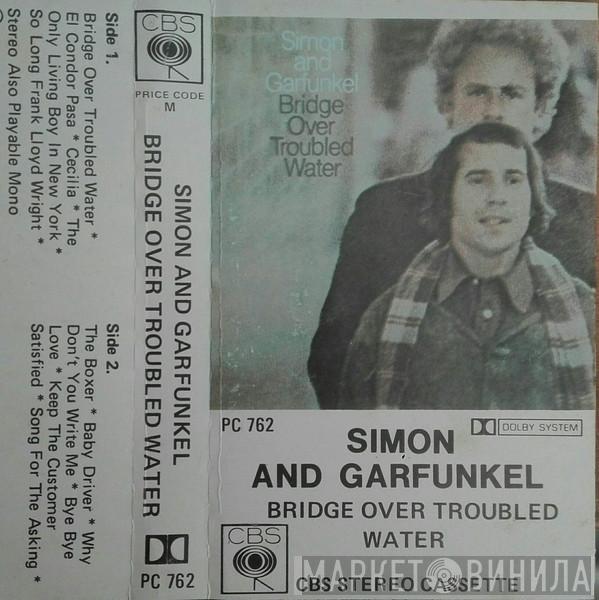 Side 1.
Bridge Over Troubled Water *
El Condor Pasa * Cecilia * The
Only Living Boy In New York *
So Long Frank Lloyd Wright *
Stereo Also Playable Mono
Side 2.
The Boxer * Baby Driver * Why
Don't You Write Me * Bye Bye
Love * Keep The Customer
Satisfied * Song For The Asking *
CBS
PRICE CODE
M
SIMON AND GARFUNKEL
BRIDGE OVER TROUBLED WATER
PC 762
Simon
and
Garfunkel
Bridge
Over
Troubled
Water
PC 762
DOLBY SYSTEM
SIMON
AND GARFUNKEL
BRIDGE OVER TROUBLED
WATER
CBS
CBS STEREO CASSETTE
МАРКЕТ ВИНИЛА